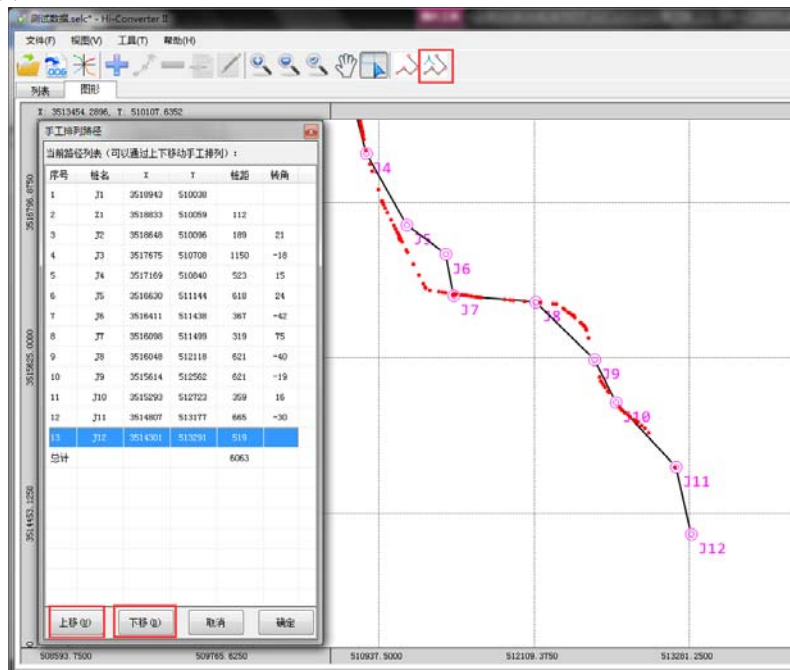 测试数据.selc* - Hi-Converter II
文件(F) 视图(V) 工具(T) 帮助(H)
列表 图形
X: 3513454.2896, Y: 510107.6352
手工排列路径
当前路径列表（可以通过上下移动手工排列）:
序号 桩名 X Y 桩距 转角
1 J1 3518943 510038
2 Z1 3518833 510059 112
3 J2 3518648 510096 189 21
4 J3 3517675 510708 1150 -18
5 J4 3517169 510840 523 15
6 J5 3516630 511144 618 24
7 J6 3516411 511438 367 -42
8 J7 3516098 511499 319 75
9 J8 3516048 512118 621 -40
10 J9 3515614 512562 621 -19
11 J10 3515293 512723 359 16
12 J11 3514807 513177 665 -30
13 J12 3514301 513291 519
总计 6063
上移(U) 下移(D) 取消 确定
3516796.8750
3515625.0000
3514453.1250
J4
J5
J6
J7
J8
J9
J10
J11
J12
508593.7500 509765.6250 510937.5000 512109.3750 513281.2500